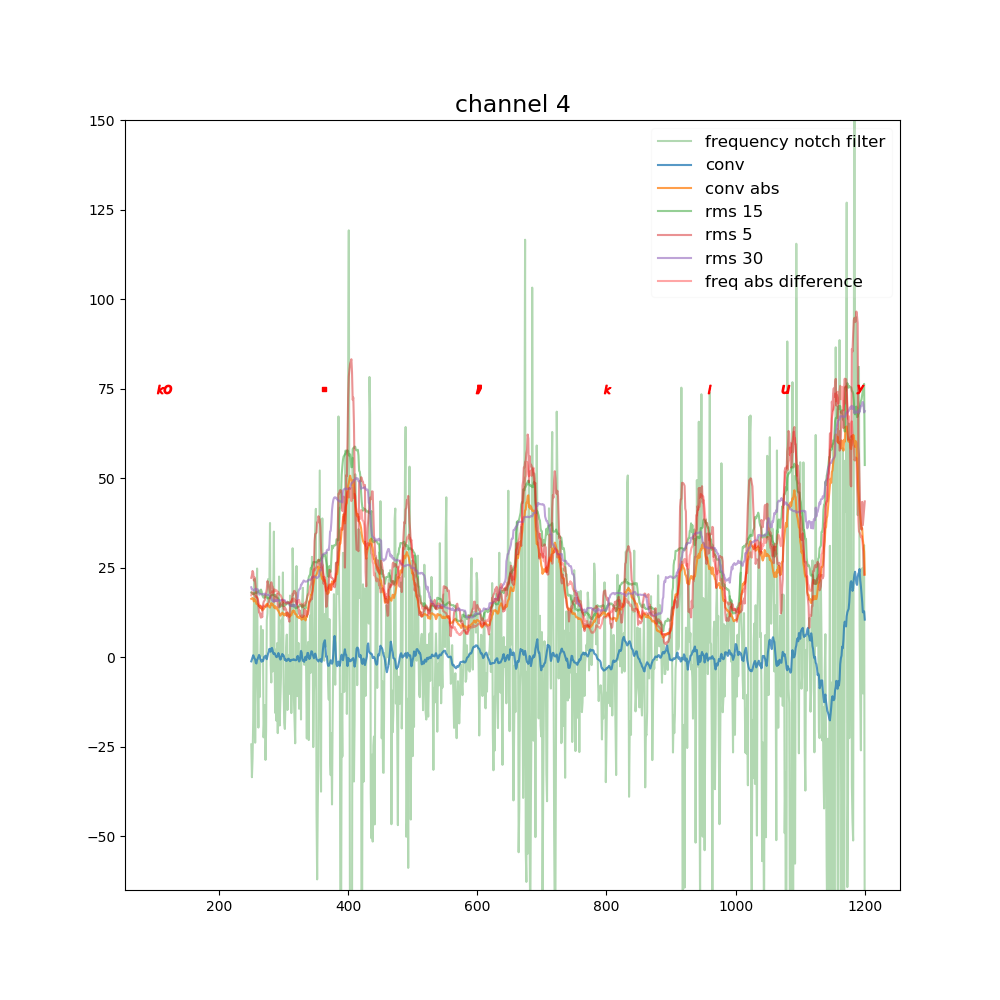 channel 4
150
125
100
75
50
25
0
−25
−50
frequency notch filter
conv
conv abs
rms 15
rms 5
rms 30
freq abs difference
k0 . , k l u y
200 400 600 800 1000 1200